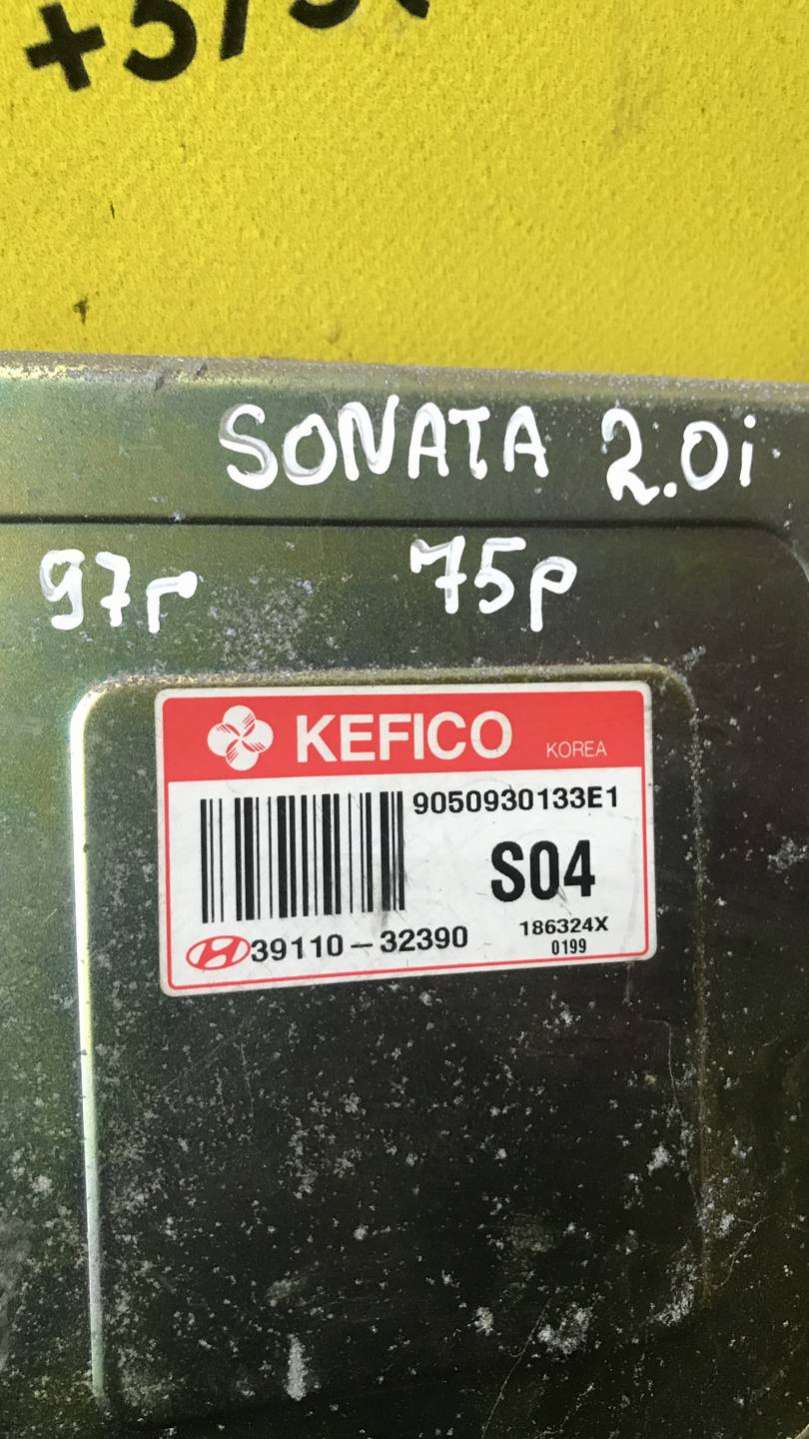 SONATA 2.0i
97г 75р
KEFICO KOREA
9050930133E1
S04
186324X
39110-32390 0199